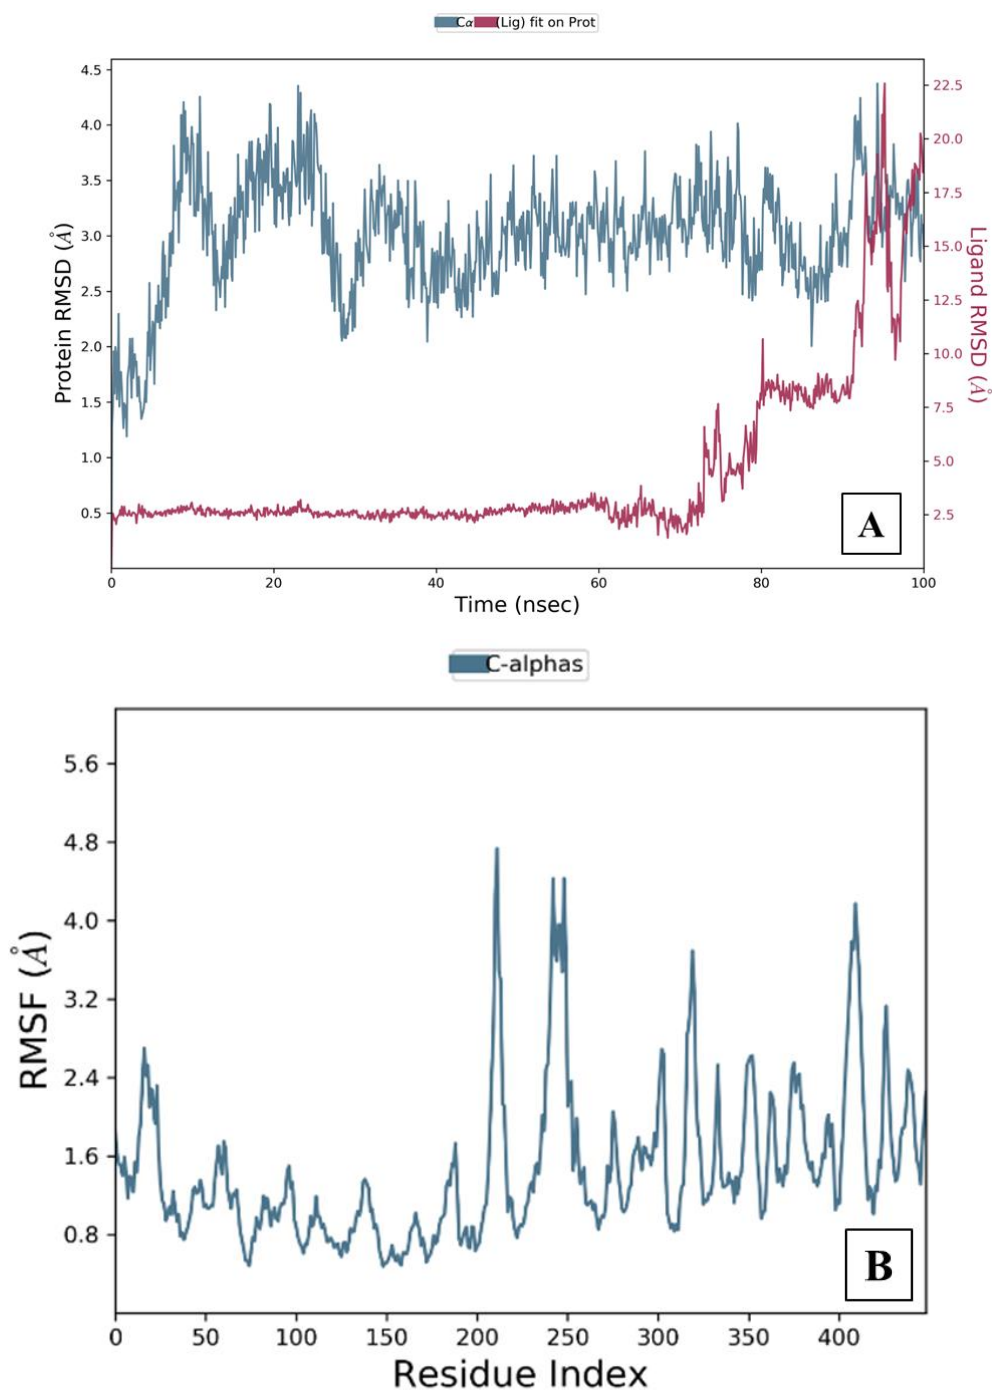 Cα (Lig) fit on Prot
4.5
4.0
3.5
3.0
2.5
2.0
1.5
1.0
0.5
Protein RMSD (Å)
22.5
20.0
17.5
15.0
12.5
10.0
7.5
5.0
2.5
Ligand RMSD (Å)
A
0 20 40 60 80 100
Time (nsec)
C-alphas
5.6
4.8
4.0
3.2
2.4
1.6
0.8
RMSF (Å)
B
0 50 100 150 200 250 300 350 400
Residue Index